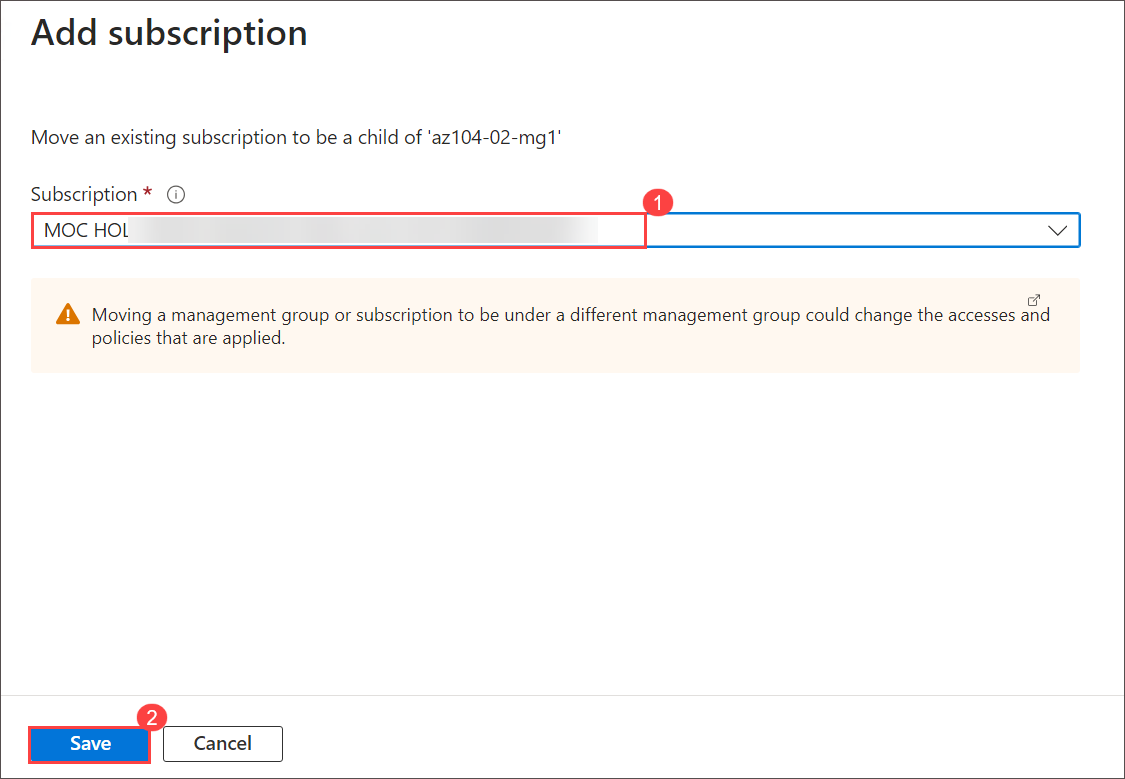 Add subscription
Move an existing subscription to be a child of 'az104-02-mg1'
Subscription *
1
MOC HOL
Moving a management group or subscription to be under a different management group could change the accesses and
policies that are applied.
2
Save
Cancel